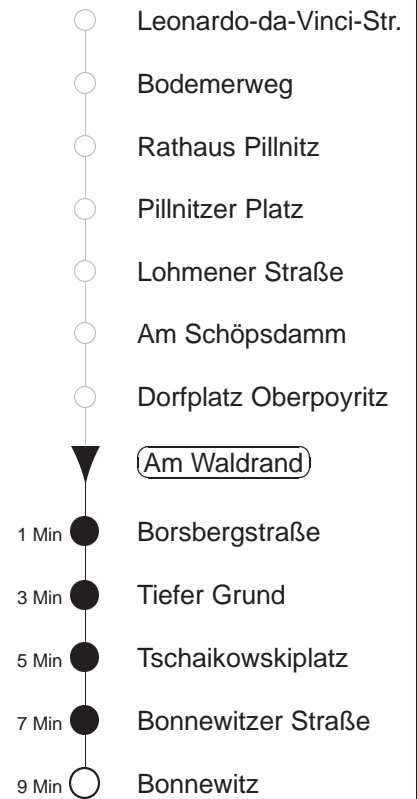 Leonardo-da-Vinci-Str.
Bodemerweg
Rathaus Pillnitz
Pillnitzer Platz
Lohmener Straße
Am Schöpsdamm
Dorfplatz Oberpoyritz
Am Waldrand
1 Min Borsbergstraße
3 Min Tiefer Grund
5 Min Tschaikowskiplatz
7 Min Bonnewitzer Straße
9 Min Bonnewitz